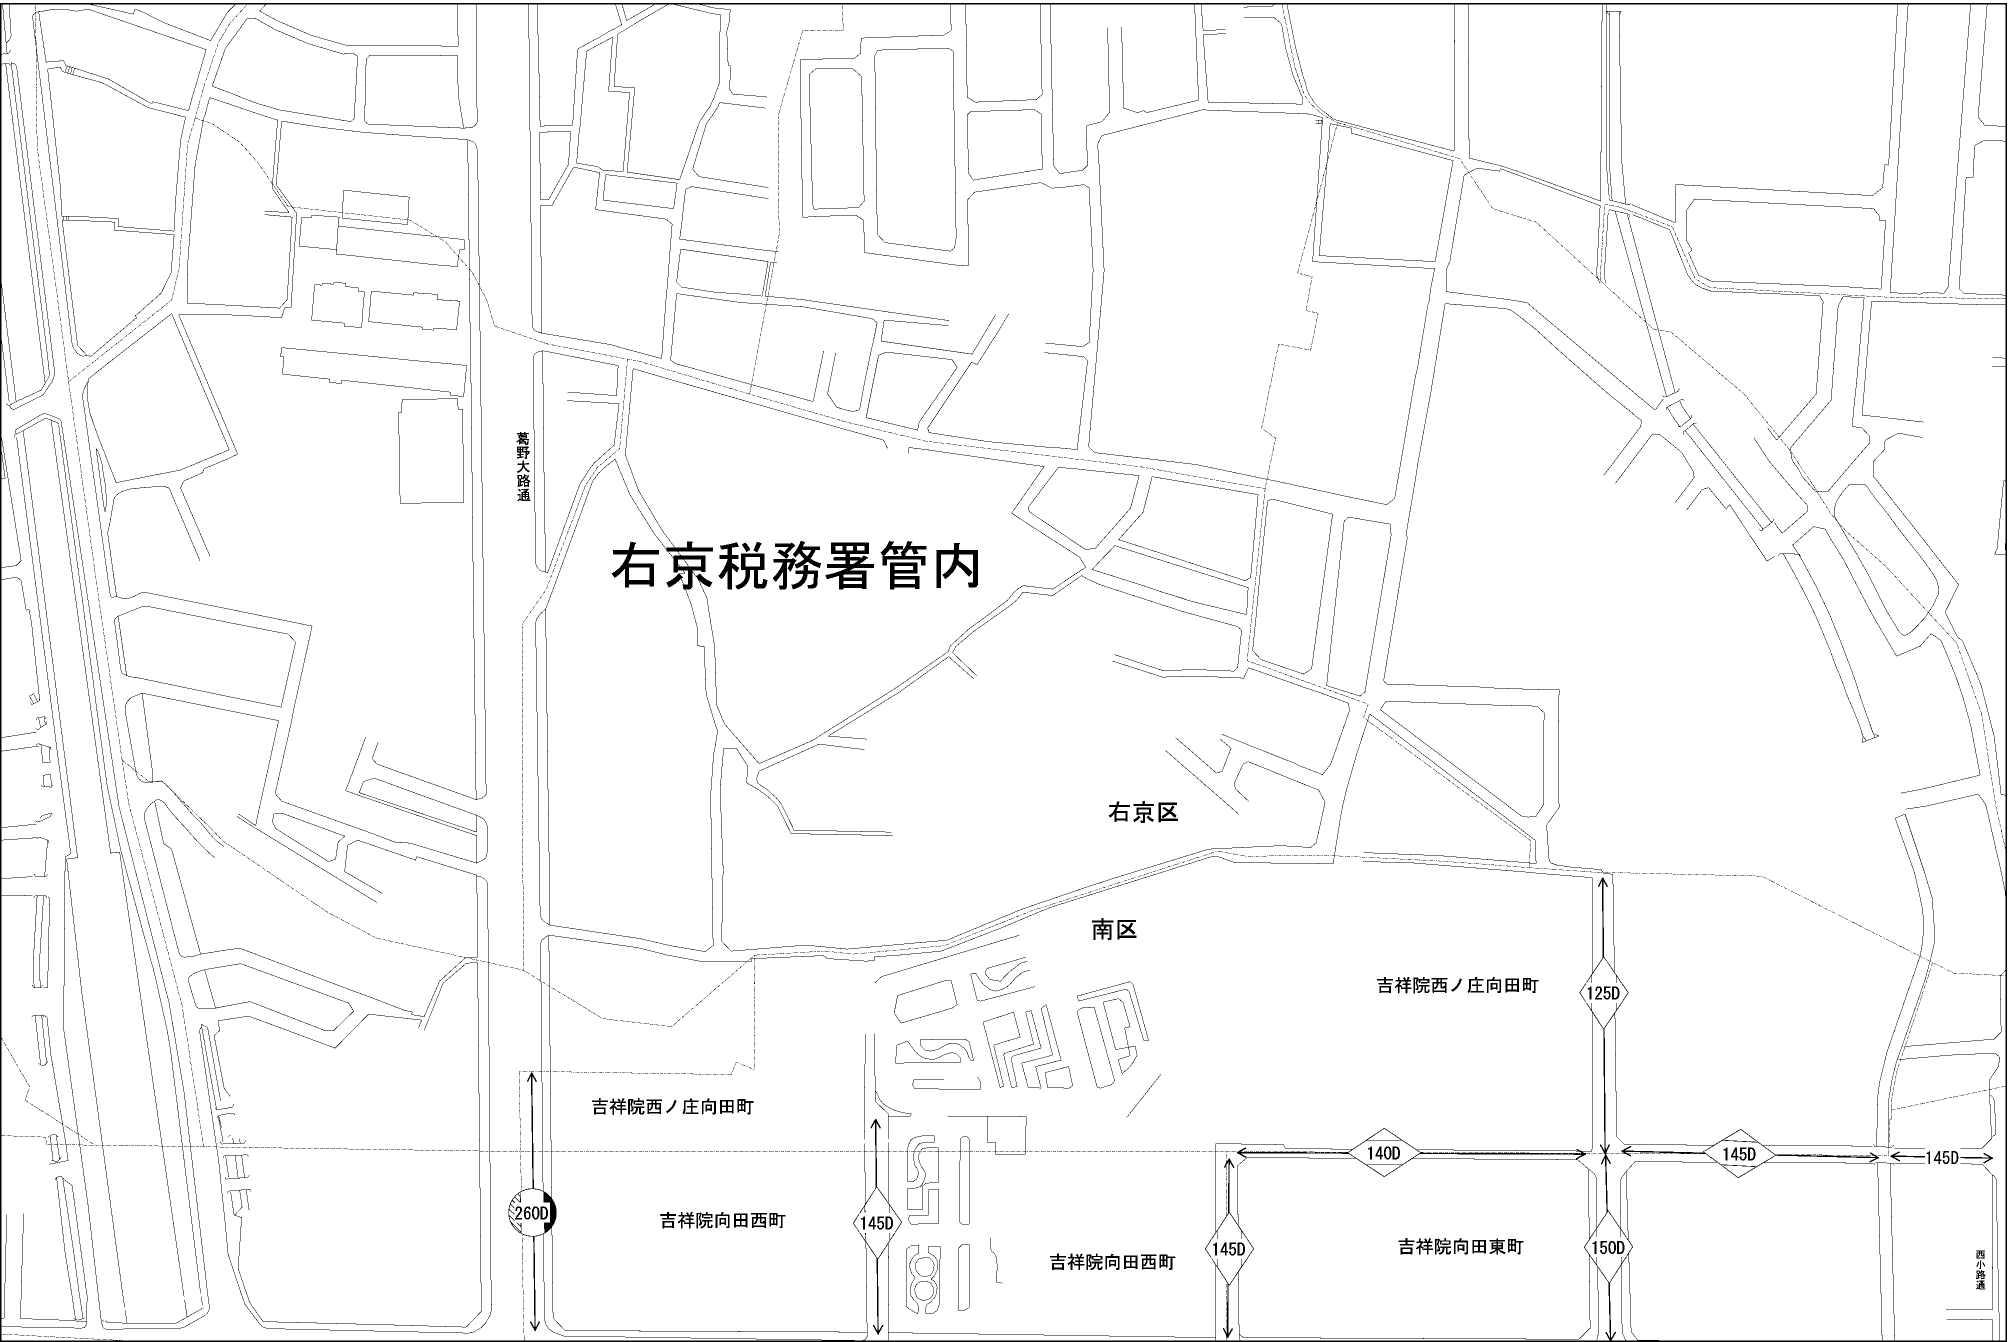 葛野大路通
右京税務署管内
右京区
南区
吉祥院西ノ庄向田町
125D
吉祥院西ノ庄向田町
140D
145D
145D
260D
吉祥院向田西町
145D
吉祥院向田西町
145D
吉祥院向田東町
150D
西小路通